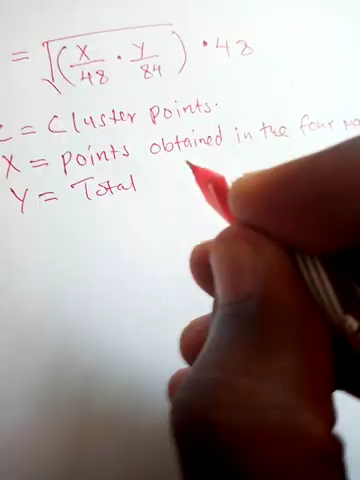 = √(X/48 · Y/84) · 48
= Cluster points.
X = points obtained in the four
Y = Total